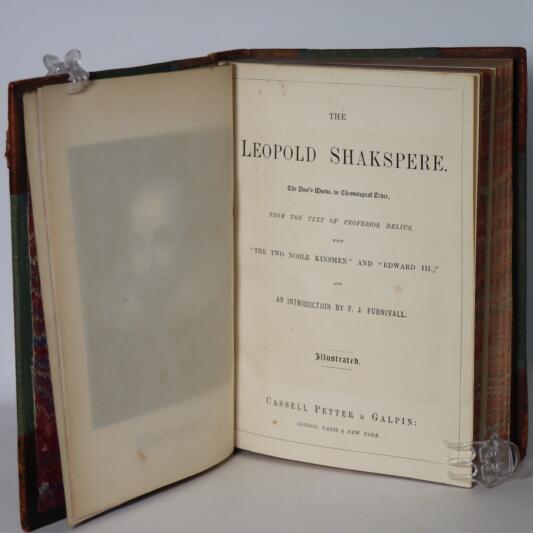 THE
LEOPOLD SHAKSPERE.
The Poet's Works, in Chronological Order,
FROM THE TEXT OF PROFESSOR DELIUS,
WITH
"THE TWO NOBLE KINSMEN" AND "EDWARD III.,"
AND
AN INTRODUCTION BY F. J. FURNIVALL.
Illustrated.
CASSELL PETTER & GALPIN:
LONDON, PARIS & NEW YORK.